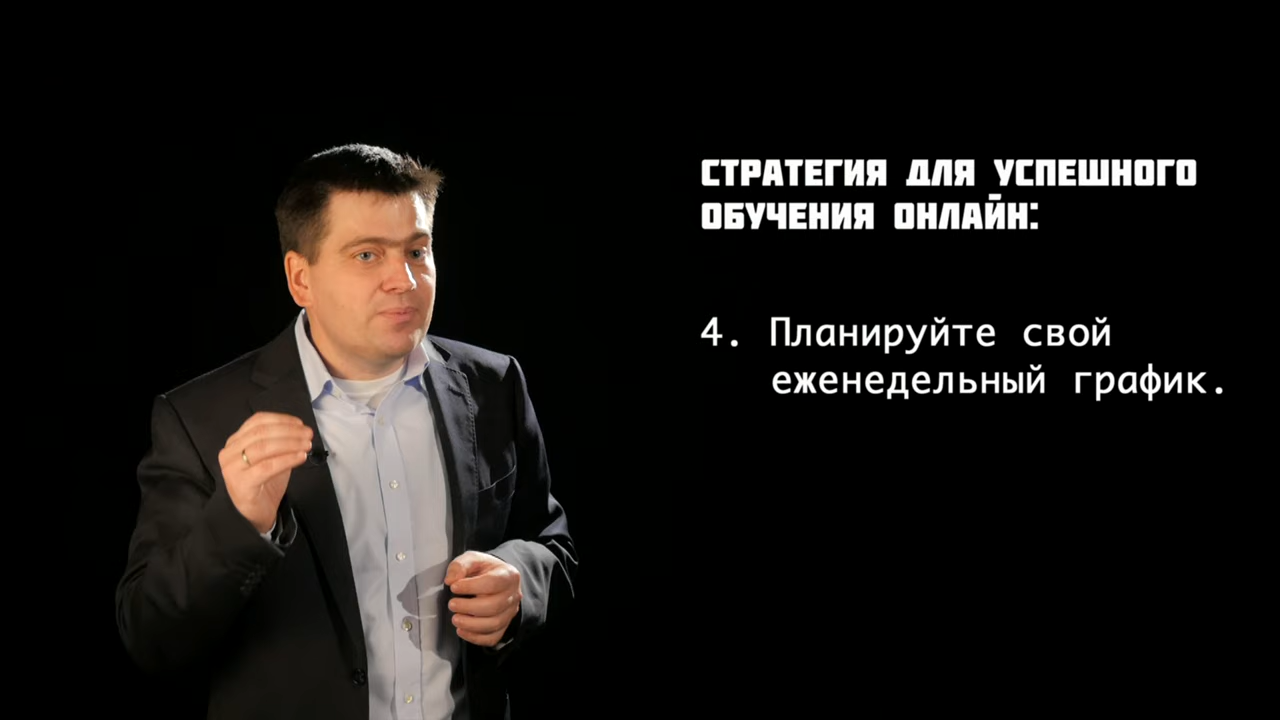 СТРАТЕГИЯ ДЛЯ УСПЕШНОГО
ОБУЧЕНИЯ ОНЛАЙН:
4. Планируйте свой
еженедельный график.